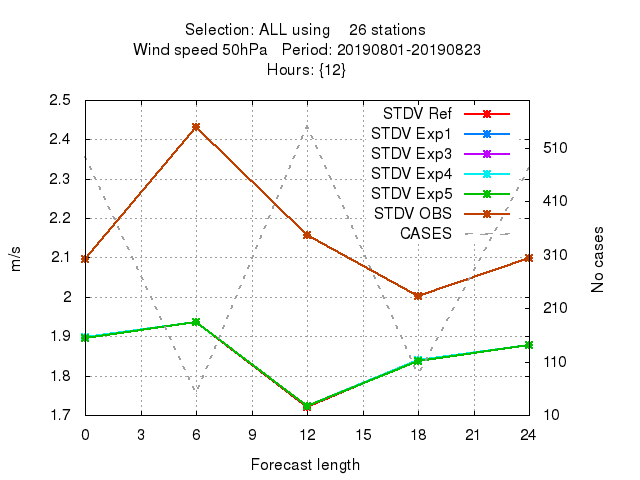 Selection: ALL using    26 stations
Wind speed 50hPa   Period: 20190801-20190823
Hours: {12}
2.5
2.4
2.3
2.2
2.1
2
1.9
1.8
1.7
m/s
STDV Ref
STDV Exp1
STDV Exp3
STDV Exp4
STDV Exp5
STDV OBS
CASES
510
410
310
210
110
10
No cases
0 3 6 9 12 15 18 21 24
Forecast length